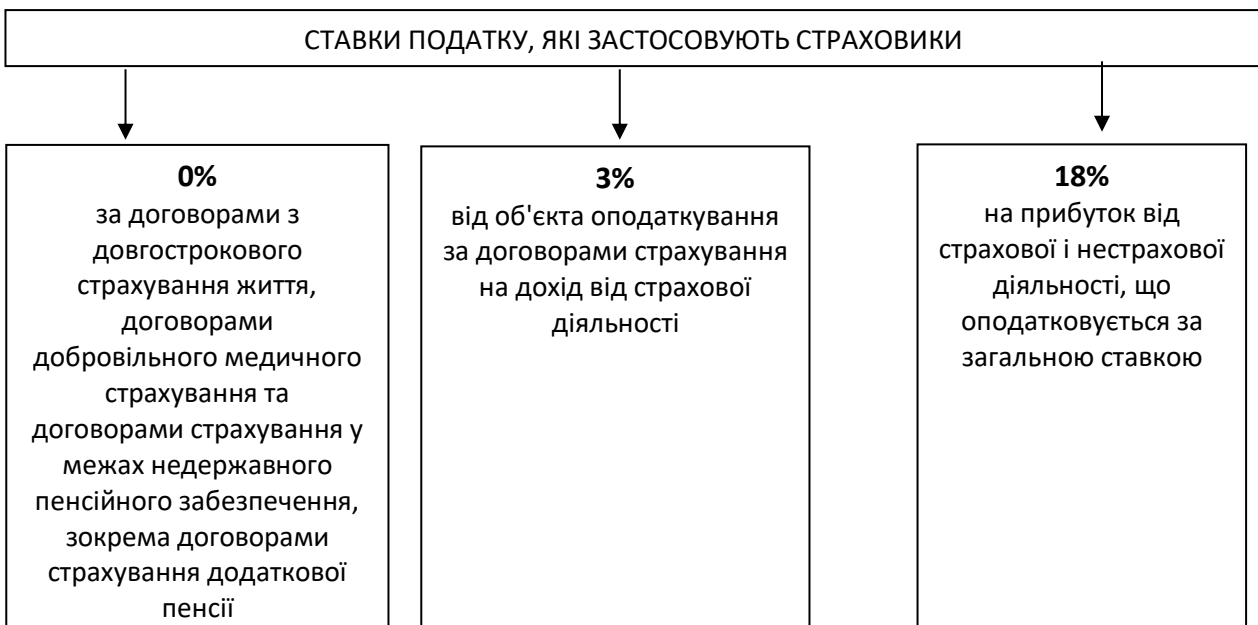 СТАВКИ ПОДАТКУ, ЯКІ ЗАСТОСОВУЮТЬ СТРАХОВИКИ
0%
за договорами з
довгострокового
страхування життя,
договорами
добровільного медичного
страхування та
договорами страхування у
межах недержавного
пенсійного забезпечення,
зокрема договорами
страхування додаткової
пенсії
3%
від об'єкта оподаткування
за договорами страхування
на дохід від страхової
діяльності
18%
на прибуток від
страхової і нестрахової
діяльності, що
оподатковується за
загальною ставкою